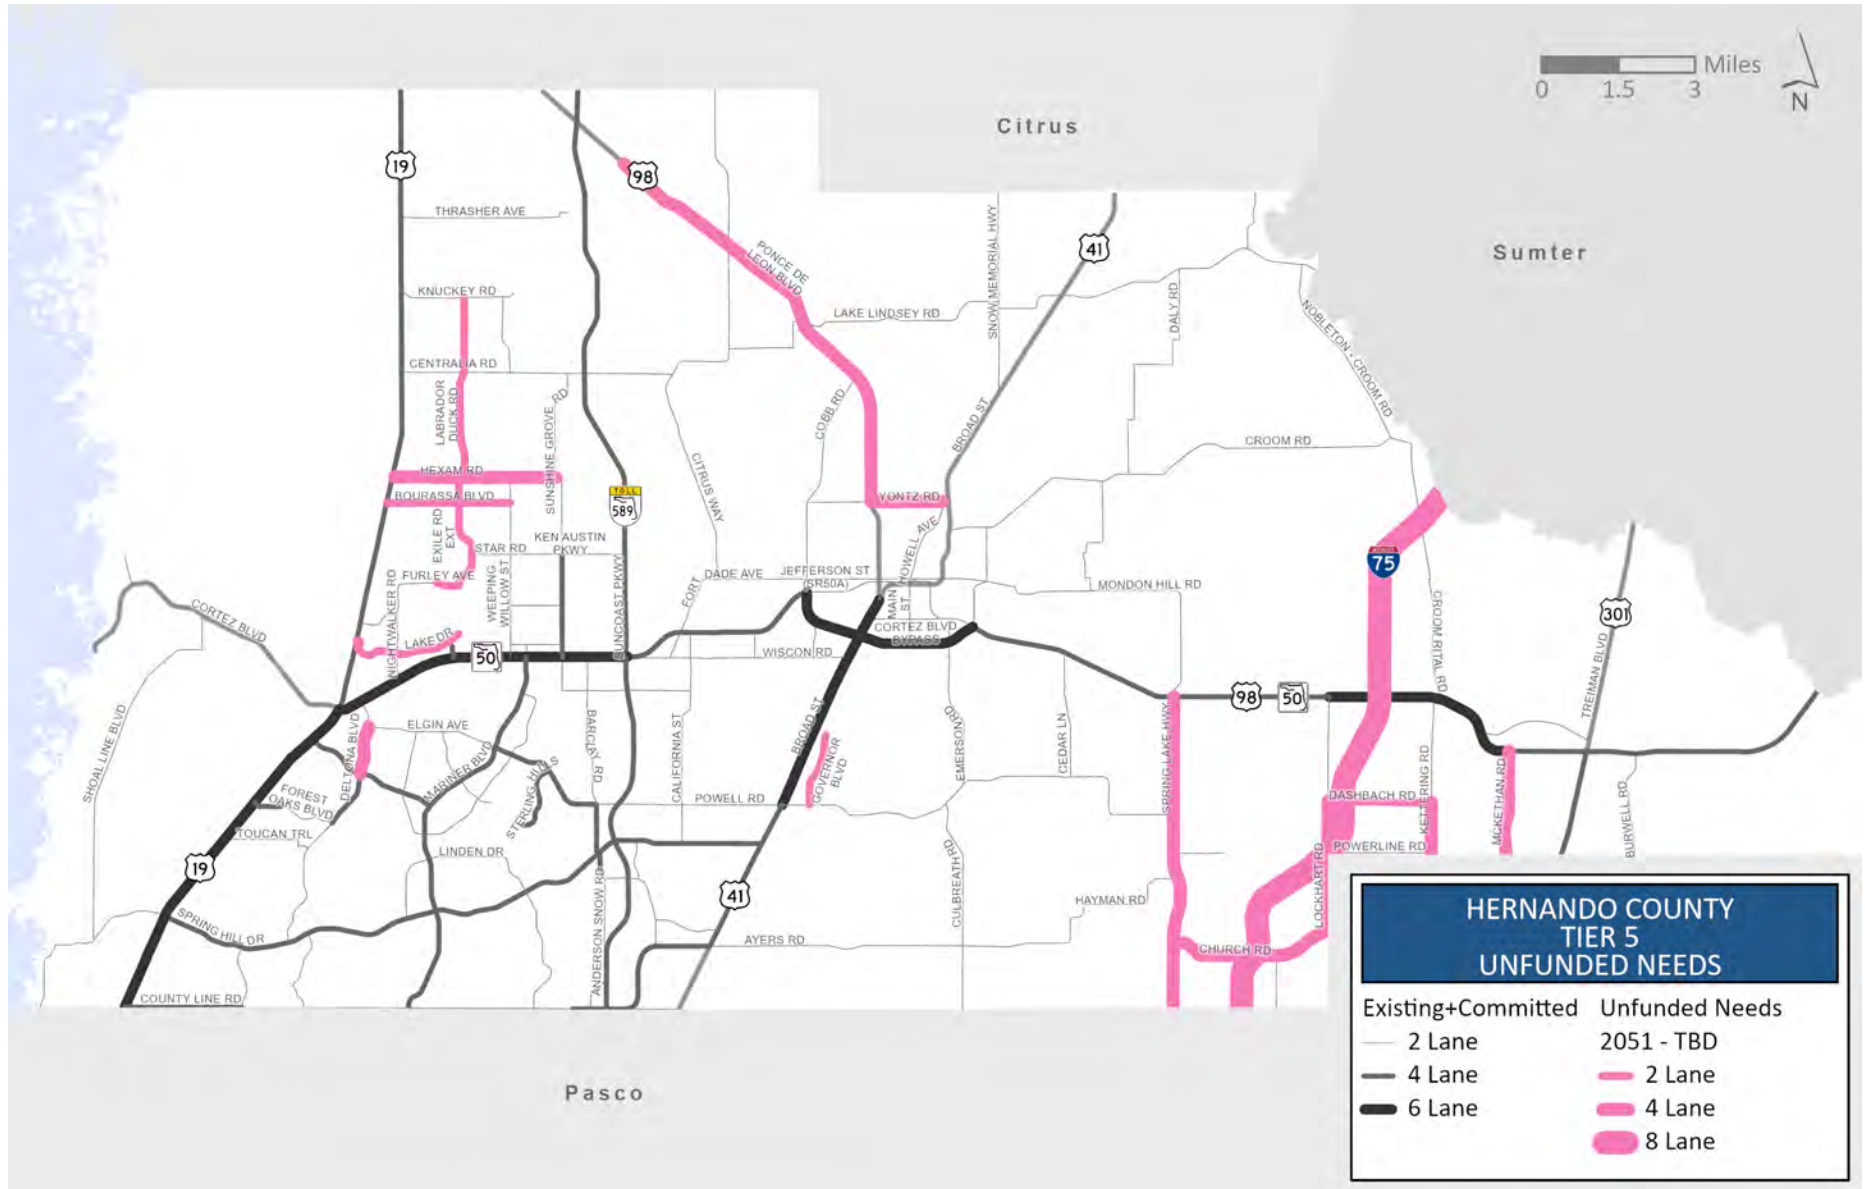 Miles
0 1.5 3
N
Citrus
Sumter
Pasco
19
98
41
THRASHER AVE
PONCE DE
LEON BLVD
SNOW MEMORIAL HWY
KNUCKEY RD
LAKE LINDSEY RD
DALY RD
NOBLETON - CROOM RD
CENTRALIA RD
LABRADOR
DUCK RD
SUNSHINE GROVE RD
COBB RD
BROAD ST
CROOM RD
HEXAM RD
CITRUS WAY
BOURASSA BLVD
TOLL
589
YONTZ RD
EXILE RD
EXT
KEN AUSTIN
PKWY
STAR RD
HOWELL AVE
75
FURLEY AVE
WEEPING
WILLOW ST
SUNCOAST PKWY
FORT
DADE AVE
JEFFERSON ST
(SR50A)
MAIN
ST
MONDON HILL RD
CROOM RITAL RD
301
CORTEZ BLVD
NIGHTWALKER RD
LAKE DR
50
WISCON RD
CORTEZ BLVD
BYPASS
TREIMAN BLVD
98
50
SHOAL LINE BLVD
DELTONA BLVD
ELGIN AVE
MARINER BLVD
BARCLAY RD
CALIFORNIA ST
BROAD ST
GOVERNOR
BLVD
EMERSON RD
CEDAR LN
SPRING LAKE HWY
KETTERING RD
MCKETHAN RD
BURWELL RD
FOREST
OAKS BLVD
STERLING HILLS
POWELL RD
DASHBACH RD
TOUCAN TRL
LINDEN DR
POWERLINE RD
19
41
CULBREATH RD
LOCKHART RD
HAYMAN RD
SPRING HILL DR
ANDERSON SNOW RD
AYERS RD
CHURCH RD
COUNTY LINE RD
HERNANDO COUNTY
TIER 5
UNFUNDED NEEDS
Existing+Committed
2 Lane
4 Lane
6 Lane
Unfunded Needs
2051 - TBD
2 Lane
4 Lane
8 Lane